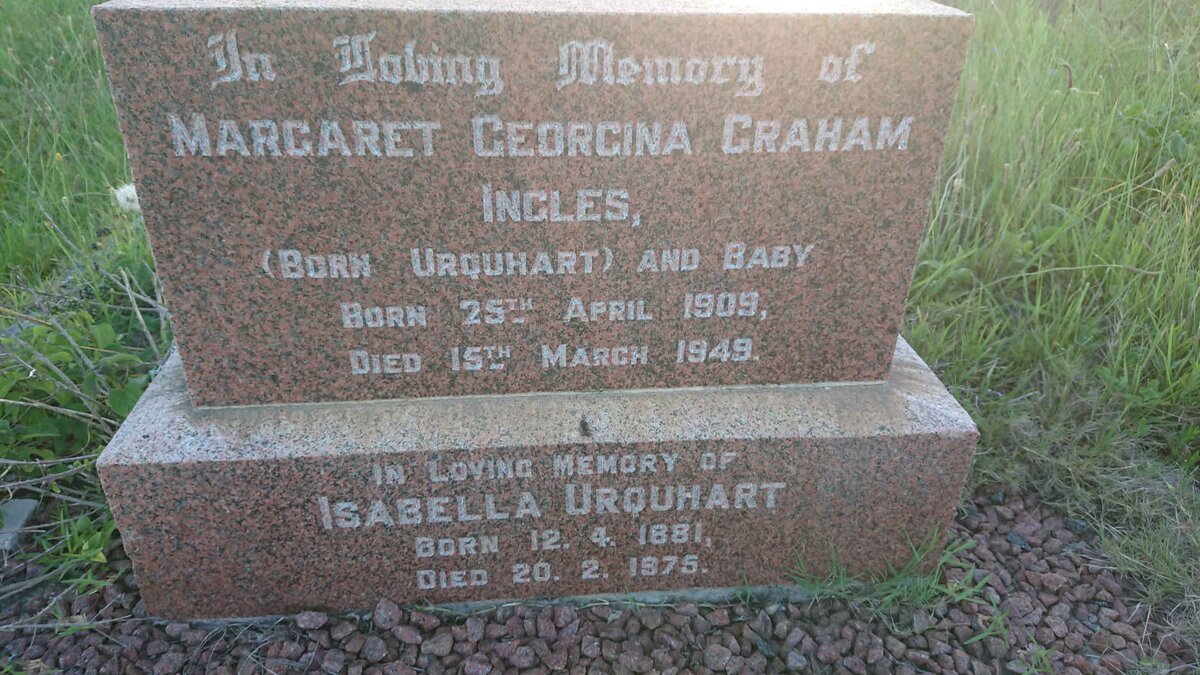 In Loving Memory of
MARGARET GEORGINA GRAHAM
INGLES,
(BORN URQUHART) AND BABY
BORN 25TH APRIL 1909,
DIED 15TH MARCH 1949.
IN LOVING MEMORY OF
ISABELLA URQUHART
BORN 12. 4. 1881,
DIED 20. 2. 1975.